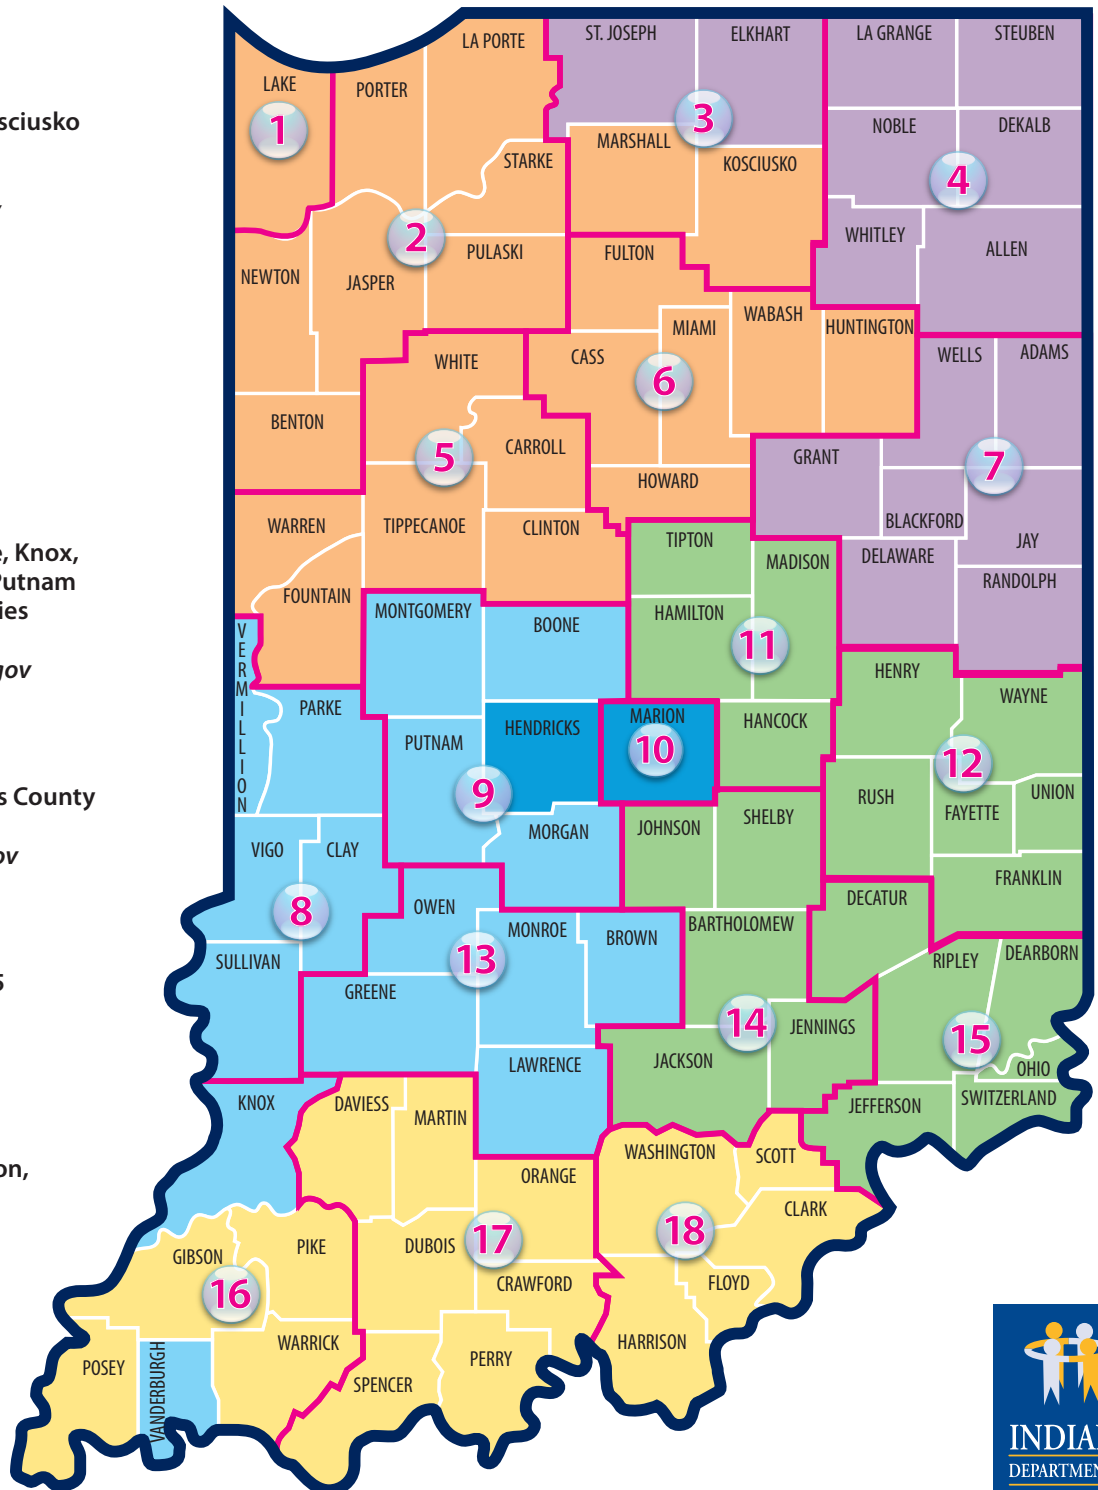 sciusko
e, Knox,
Putnam
ies
gov
s County
ov
5
on,
LA PORTE
ST. JOSEPH
ELKHART
LA GRANGE
STEUBEN
LAKE
PORTER
1
3
NOBLE
DEKALB
MARSHALL
STARKE
KOSCIUSKO
4
2
WHITLEY
ALLEN
NEWTON
JASPER
PULASKI
FULTON
WABASH
HUNTINGTON
MIAMI
WHITE
CASS
WELLS
ADAMS
6
BENTON
CARROLL
5
GRANT
7
HOWARD
WARREN
TIPPECANOE
CLINTON
BLACKFORD
TIPTON
JAY
MADISON
DELAWARE
RANDOLPH
FOUNTAIN
MONTGOMERY
BOONE
HAMILTON
11
VERMILLION
HENRY
WAYNE
PARKE
PUTNAM
HENDRICKS
MARION
HANCOCK
10
12
9
RUSH
FAYETTE
UNION
MORGAN
JOHNSON
SHELBY
VIGO
CLAY
FRANKLIN
8
OWEN
DECATUR
MONROE
BROWN
BARTHOLOMEW
SULLIVAN
13
RIPLEY
DEARBORN
GREENE
14
JENNINGS
15
LAWRENCE
JACKSON
OHIO
KNOX
DAVIESS
MARTIN
JEFFERSON
SWITZERLAND
WASHINGTON
SCOTT
ORANGE
CLARK
GIBSON
PIKE
DUBOIS
17
18
16
CRAWFORD
FLOYD
WARRICK
HARRISON
POSEY
VANDERBURGH
SPENCER
PERRY
INDIA
DEPARTMEN